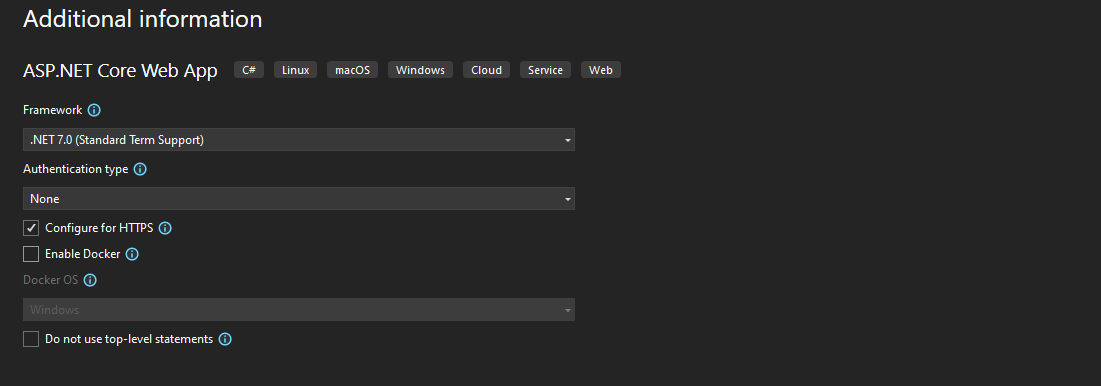 Additional information
ASP.NET Core Web App C# Linux macOS Windows Cloud Service Web
Framework
.NET 7.0 (Standard Term Support)
Authentication type
None
Configure for HTTPS
Enable Docker
Docker OS
Windows
Do not use top-level statements